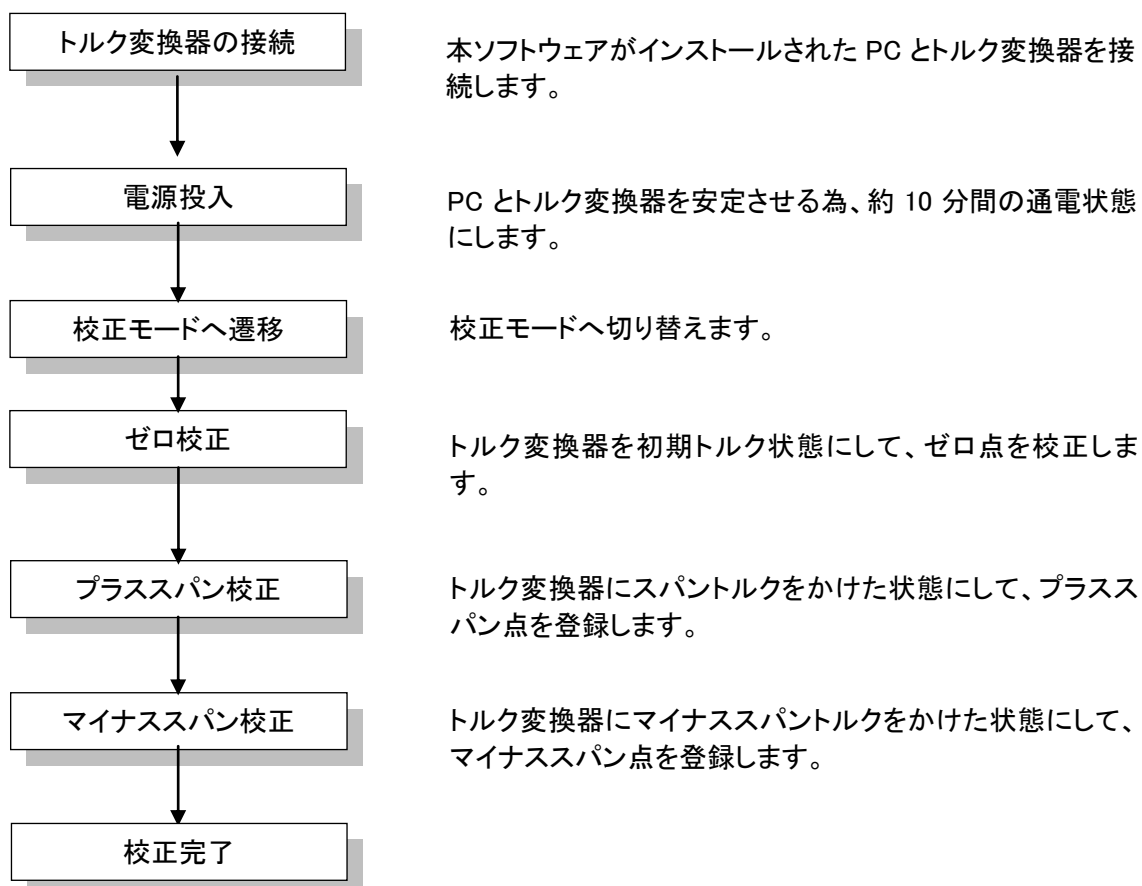 トルク変換器の接続
本ソフトウェアがインストールされた PC とトルク変換器を接
続します。
電源投入
PC とトルク変換器を安定させる為、約 10 分間の通電状態
にします。
校正モードへ遷移
校正モードへ切り替えます。
ゼロ校正
トルク変換器を初期トルク状態にして、ゼロ点を校正しま
す。
プラススパン校正
トルク変換器にスパントルクをかけた状態にして、プラスス
パン点を登録します。
マイナススパン校正
トルク変換器にマイナススパントルクをかけた状態にして、
マイナススパン点を登録します。
校正完了